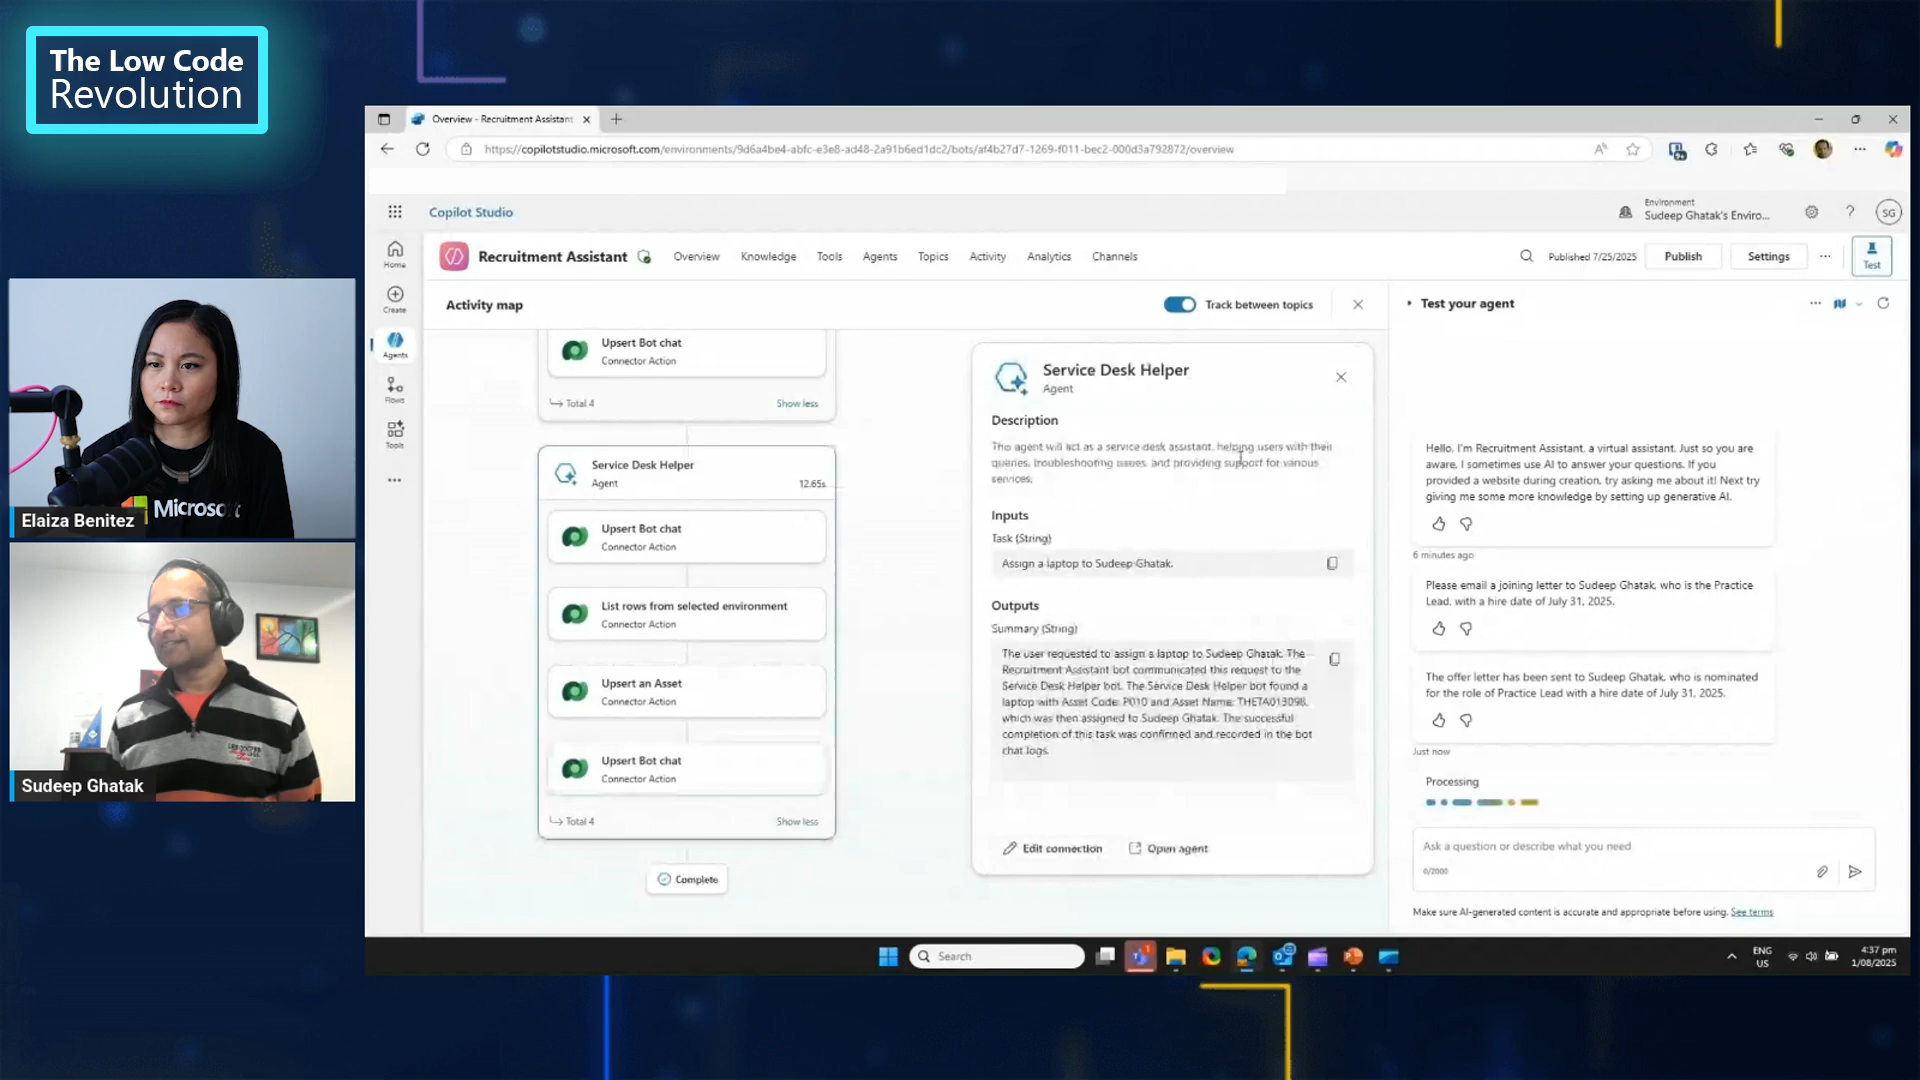 The Low Code
Revolution
Overview - Recruitment Assistant
https://copilotstudio.microsoft.com/environments/9d6a4be4-abfc-e3e8-ad48-2a91b6ed1dc2/bots/af4b27d7-1269-f011-bec2-000d3a792872/overview
Copilot Studio
Environment
Sudeep Ghatak's Enviro...
SG
Home
Create
Agents
Flows
Tools
Recruitment Assistant
Overview
Knowledge
Tools
Agents
Topics
Activity
Analytics
Channels
Published 7/25/2025
Publish
Settings
Test
Activity map
Track between topics
Upsert Bot chat
Connector Action
Total 4
Show less
Service Desk Helper
Agent
12.65s
Upsert Bot chat
Connector Action
List rows from selected environment
Connector Action
Upsert an Asset
Connector Action
Upsert Bot chat
Connector Action
Total 4
Show less
Complete
Service Desk Helper
Agent
Description
This agent will act as a service desk assistant, helping users with their
queries, troubleshooting issues, and providing support for various
services.
Inputs
Task (String)
Assign a laptop to Sudeep Ghatak.
Outputs
Summary (String)
The user requested to assign a laptop to Sudeep Ghatak. The
Recruitment Assistant bot communicated this request to the
Service Desk Helper bot. The Service Desk Helper bot found a
laptop with Asset Code: P010 and Asset Name: THETA013098,
which was then assigned to Sudeep Ghatak. The successful
completion of this task was confirmed and recorded in the bot
chat logs.
Edit connection
Open agent
Test your agent
Hello, I'm Recruitment Assistant, a virtual assistant. Just so you are
aware, I sometimes use AI to answer your questions. If you
provided a website during creation, try asking me about it! Next try
giving me some more knowledge by setting up generative AI.
6 minutes ago
Please email a joining letter to Sudeep Ghatak, who is the Practice
Lead, with a hire date of July 31, 2025.
The offer letter has been sent to Sudeep Ghatak, who is nominated
for the role of Practice Lead with a hire date of July 31, 2025.
Just now
Processing
Ask a question or describe what you need
0/2000
Make sure AI-generated content is accurate and appropriate before using. See terms
Microsof
Elaiza Benitez
Sudeep Ghatak
Search
ENG
US
4:37 pm
1/08/2025